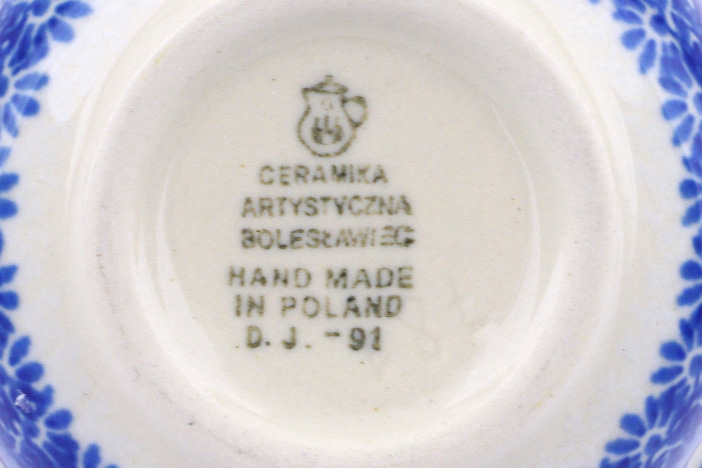 CERAMIKA
ARTYSTYCZNA
BOLESŁAWIEC
HAND MADE
IN POLAND
D. J. - 91